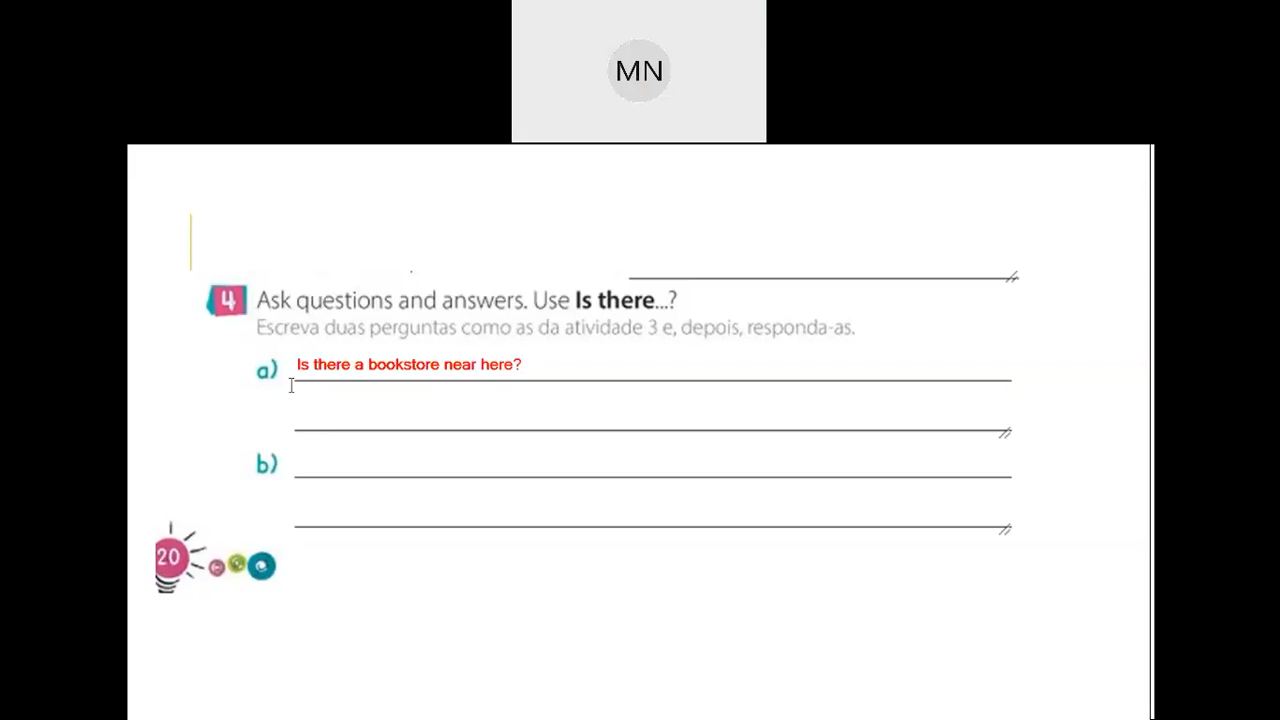 MN
4 Ask questions and answers. Use Is there...?
Escreva duas perguntas como as da atividade 3 e, depois, responda-as.
a) Is there a bookstore near here?
b)
20